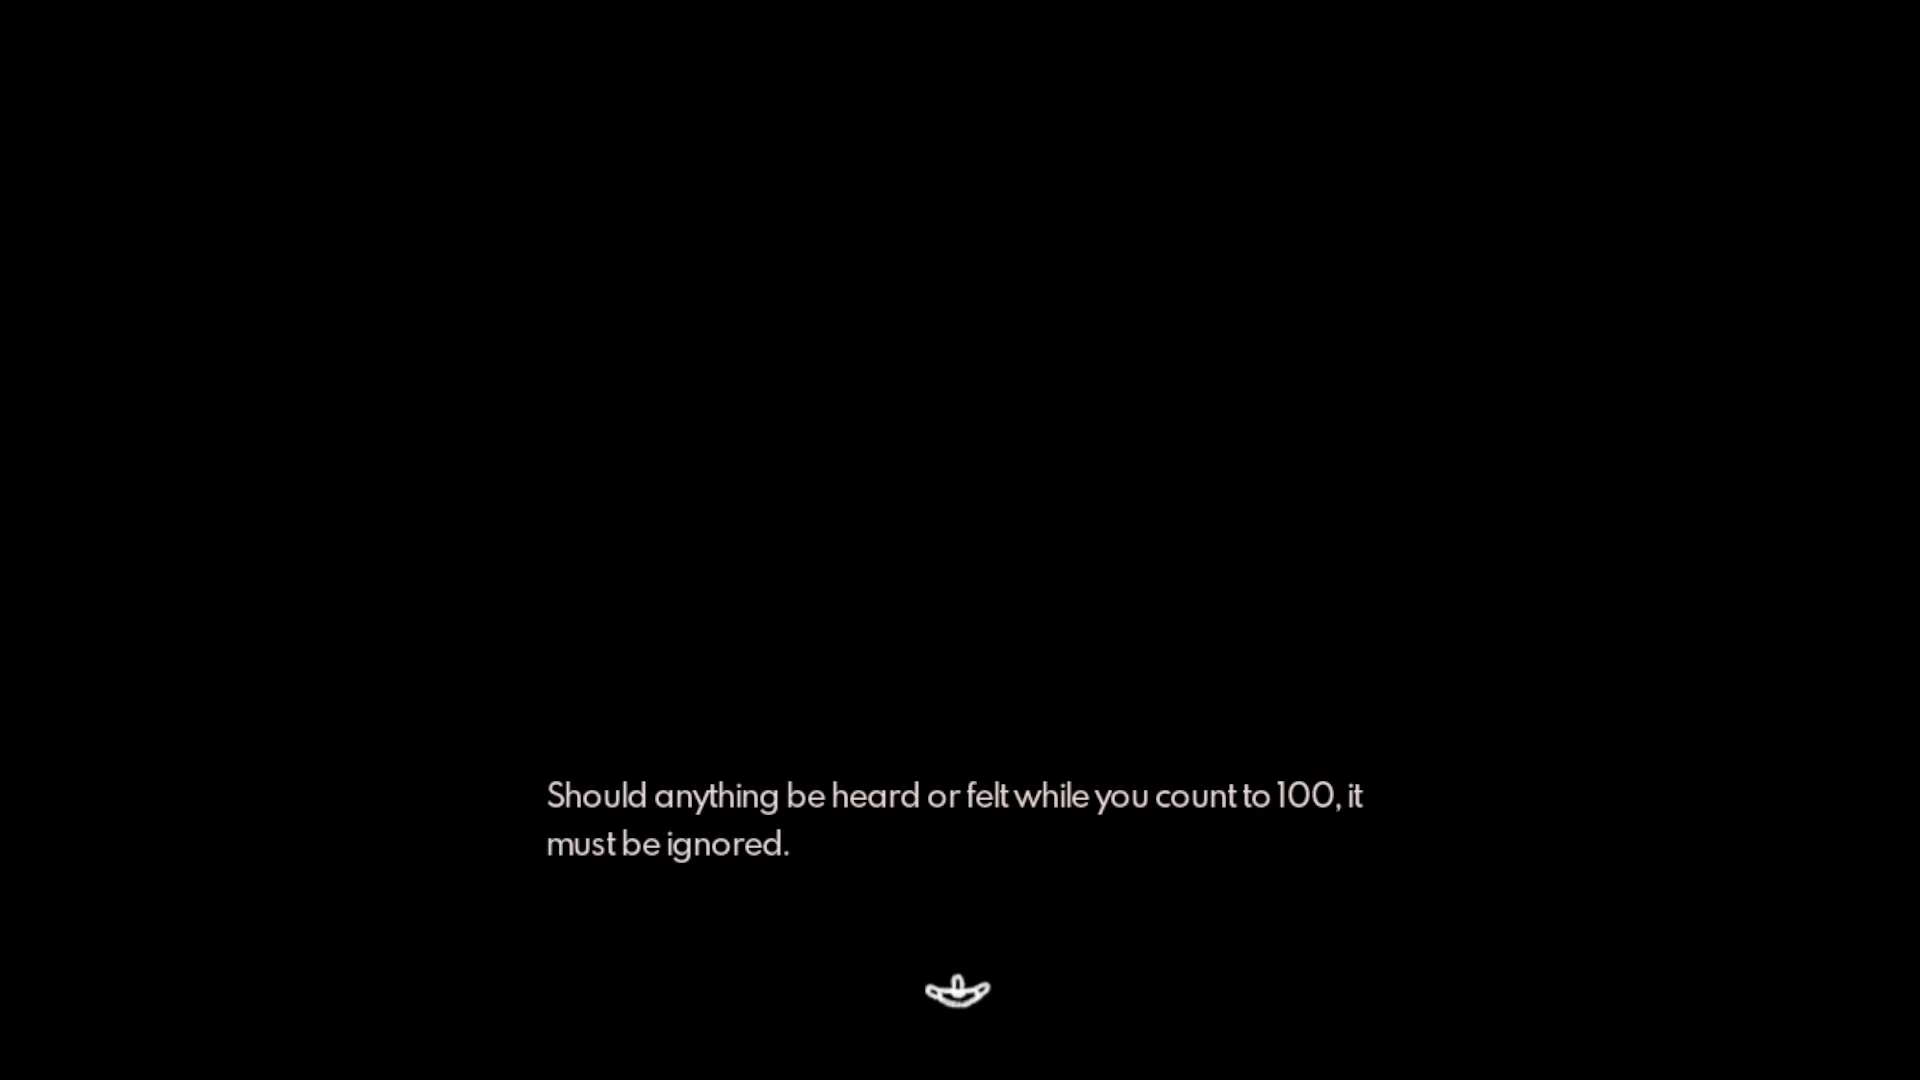 Should anything be heard or felt while you count to 100, it
must be ignored.